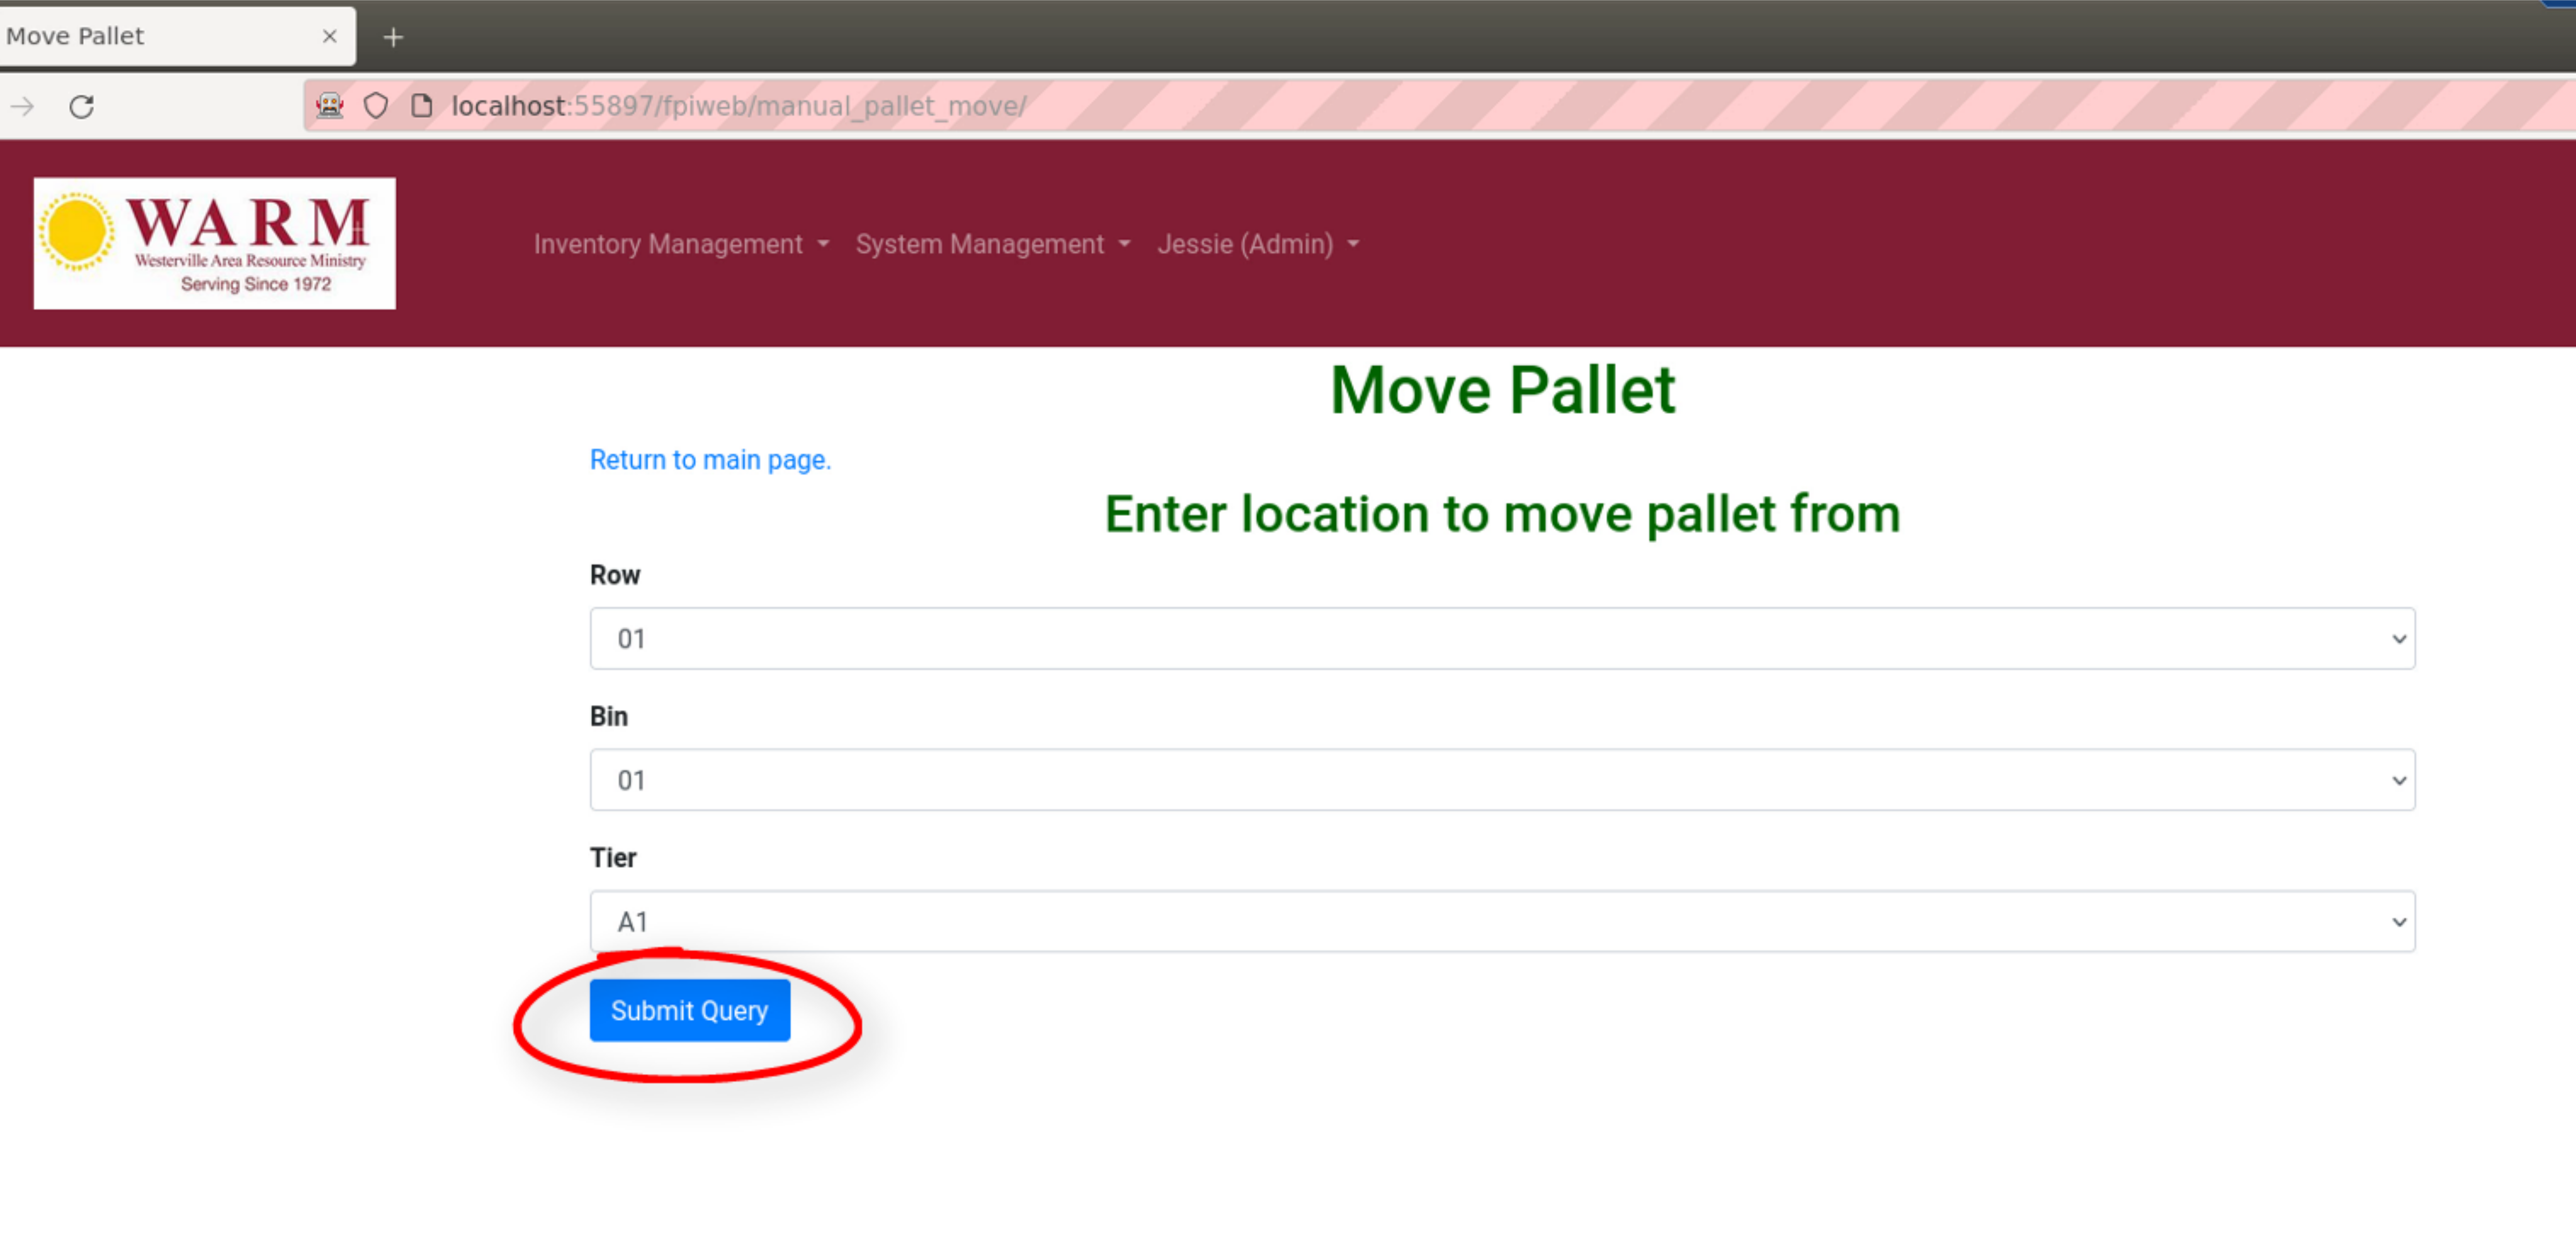 Move Pallet
localhost:55897/fpiweb/manual_pallet_move/
WARM
Westerville Area Resource Ministry
Serving Since 1972
Inventory Management System Management Jessie (Admin)
Move Pallet
Return to main page.
Enter location to move pallet from
Row
01
Bin
01
Tier
A1
Submit Query